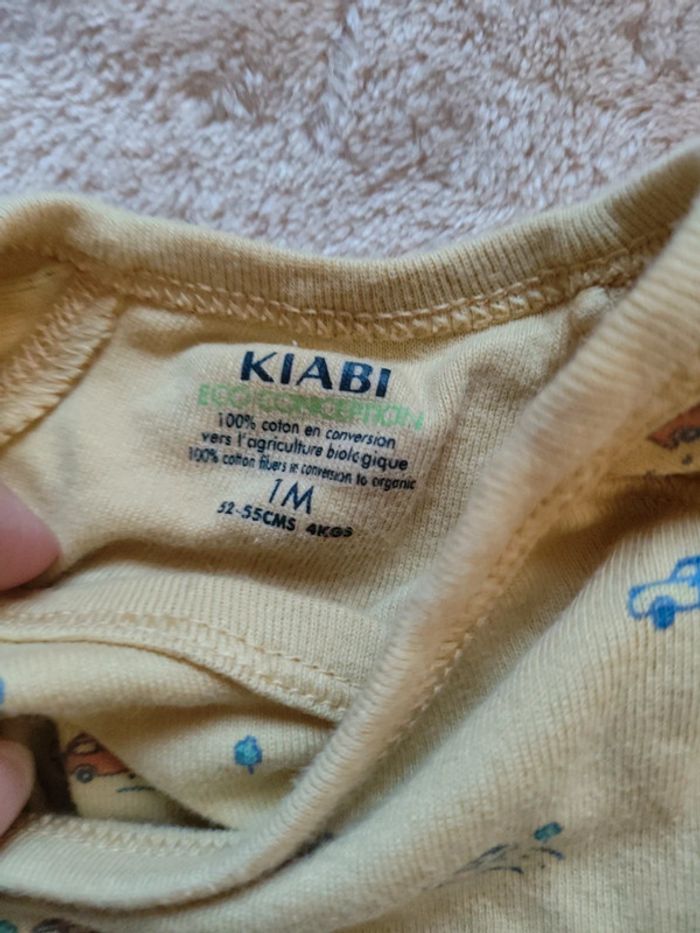 KIABI
ECO CONCEPTION
100% coton en conversion
vers l'agriculture biologique
100% cotton fibers in conversion to organic
1M
52-55CMS 4KGS